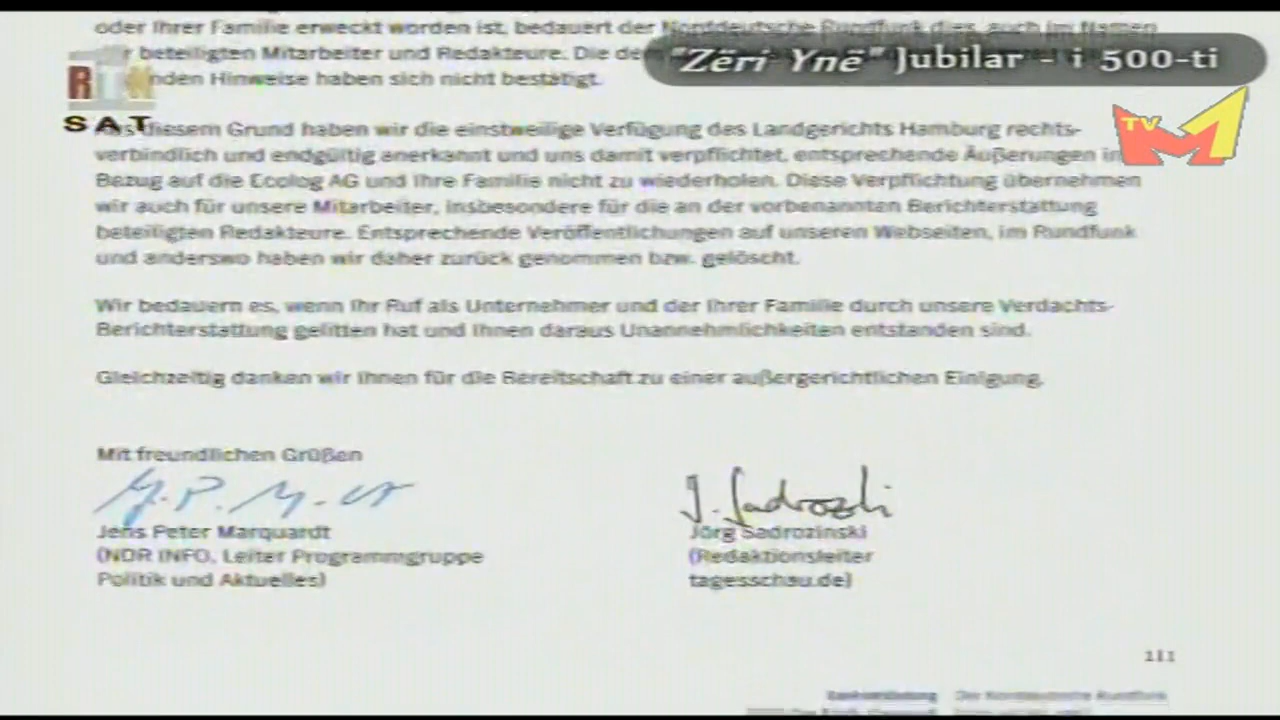 oder Ihrer Familie erweckt worden ist, bedauert der Norddeutsche Rundfunk dies, auch im Namen
beteiligten Mitarbeiter und Redakteure. Die
"Zëri Ynë" Jubilar - i 500-ti
nden Hinweise haben sich nicht bestätigt.
SAT
TV M1
diesem Grund haben wir die einstweilige Verfügung des Landgerichts Hamburg rechts-
verbindlich und endgültig anerkannt und uns damit verpflichtet, entsprechende Äußerungen in
Bezug auf die Ecolog AG und Ihre Familie nicht zu wiederholen. Diese Verpflichtung übernehmen
wir auch für unsere Mitarbeiter, insbesondere für die an der vorbenannten Berichterstattung
beteiligten Redakteure. Entsprechende Veröffentlichungen auf unseren Webseiten, im Rundfunk
und anderswo haben wir daher zurück genommen bzw. gelöscht.
Wir bedauern es, wenn Ihr Ruf als Unternehmer und der Ihrer Familie durch unsere Verdachts-
Berichterstattung gelitten hat und Ihnen daraus Unannehmlichkeiten entstanden sind.
Gleichzeitig danken wir Ihnen für die Bereitschaft zu einer außergerichtlichen Einigung.
Mit freundlichen Grüßen
J. Sadrozinski
Jens Peter Marquardt
Jörg Sadrozinski
(NDR INFO, Leiter Programmgruppe
(Redaktionsleiter
Politik und Aktuelles)
tagesschau.de)
Bankverbindung Der Norddeutsche Rundfunk